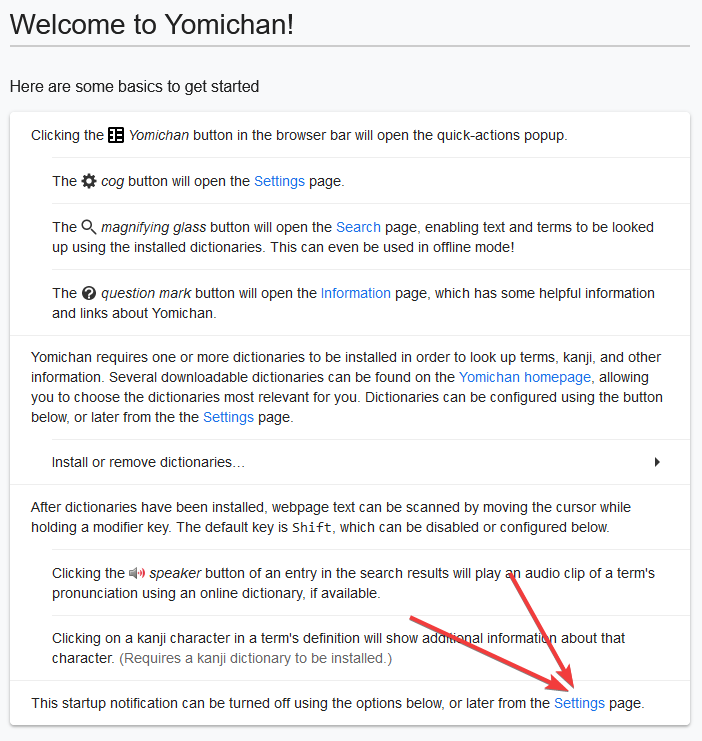 Welcome to Yomichan!
Here are some basics to get started
Clicking the Yomichan button in the browser bar will open the quick-actions popup.
The cog button will open the Settings page.
The magnifying glass button will open the Search page, enabling text and terms to be looked
up using the installed dictionaries. This can even be used in offline mode!
The question mark button will open the Information page, which has some helpful information
and links about Yomichan.
Yomichan requires one or more dictionaries to be installed in order to look up terms, kanji, and other
information. Several downloadable dictionaries can be found on the Yomichan homepage, allowing
you to choose the dictionaries most relevant for you. Dictionaries can be configured using the button
below, or later from the the Settings page.
Install or remove dictionaries…
After dictionaries have been installed, webpage text can be scanned by moving the cursor while
holding a modifier key. The default key is Shift, which can be disabled or configured below.
Clicking the speaker button of an entry in the search results will play an audio clip of a term's
pronunciation using an online dictionary, if available.
Clicking on a kanji character in a term's definition will show additional information about that
character. (Requires a kanji dictionary to be installed.)
This startup notification can be turned off using the options below, or later from the Settings page.